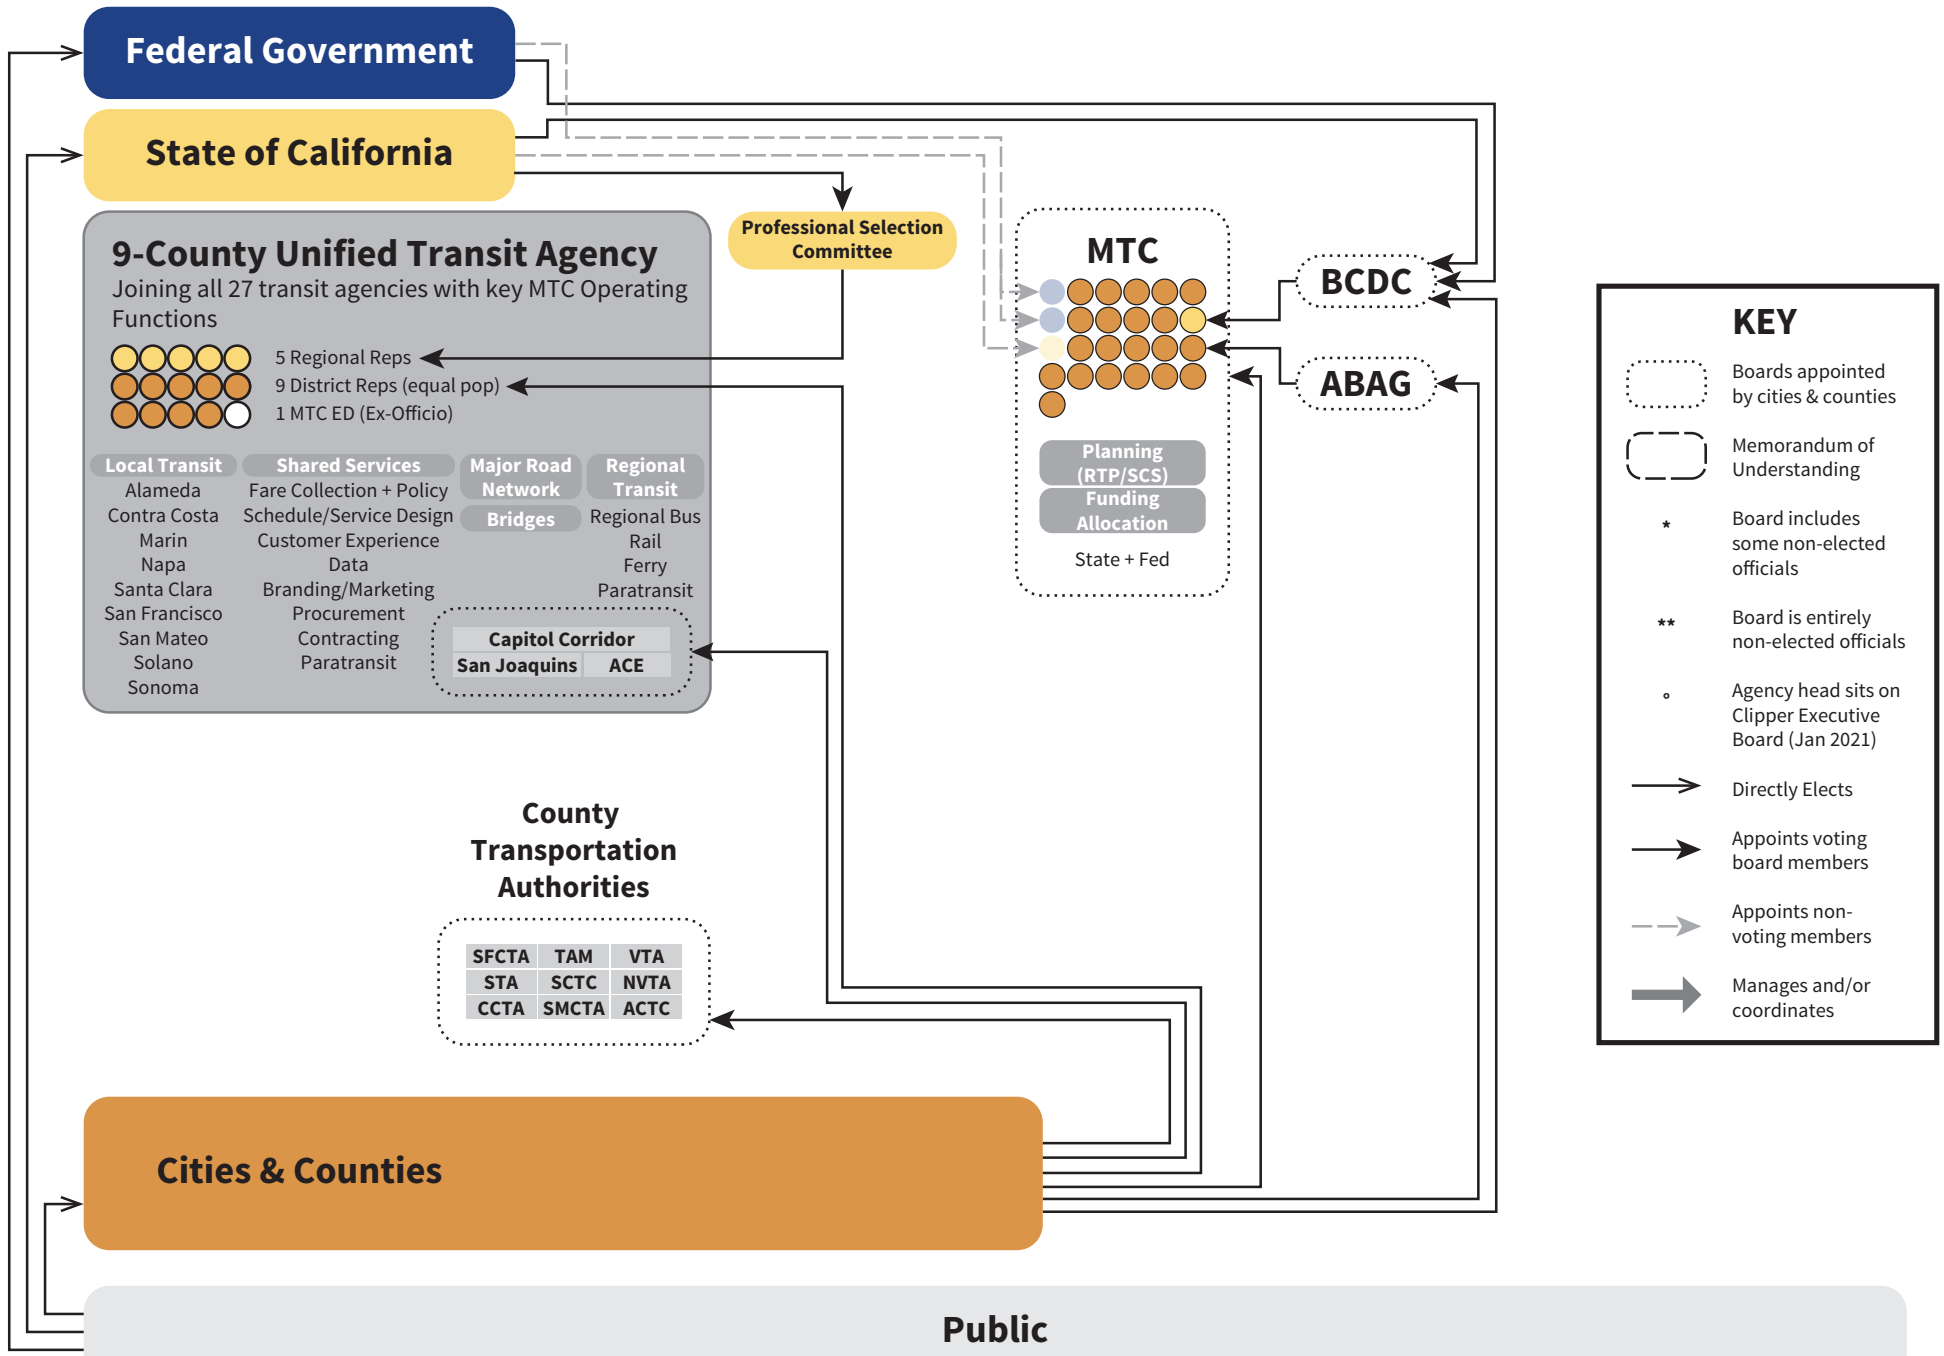 Federal Government
State of California
9-County Unified Transit Agency
Joining all 27 transit agencies with key MTC Operating
Functions
5 Regional Reps
9 District Reps (equal pop)
1 MTC ED (Ex-Officio)
Local Transit
Alameda
Contra Costa
Marin
Napa
Santa Clara
San Francisco
San Mateo
Solano
Sonoma
Shared Services
Fare Collection + Policy
Schedule/Service Design
Customer Experience
Data
Branding/Marketing
Procurement
Contracting
Paratransit
Major Road
Network
Bridges
Regional
Transit
Regional Bus
Rail
Ferry
Paratransit
Capitol Corridor
San Joaquins
ACE
Professional Selection
Committee
MTC
Planning
(RTP/SCS)
Funding
Allocation
State + Fed
BCDC
ABAG
KEY
Boards appointed
by cities & counties
Memorandum of
Understanding
*
Board includes
some non-elected
officials
**
Board is entirely
non-elected officials
°
Agency head sits on
Clipper Executive
Board (Jan 2021)
Directly Elects
Appoints voting
board members
Appoints non-
voting members
Manages and/or
coordinates
County
Transportation
Authorities
SFCTA TAM VTA
STA SCTC NVTA
CCTA SMCTA ACTC
Cities & Counties
Public